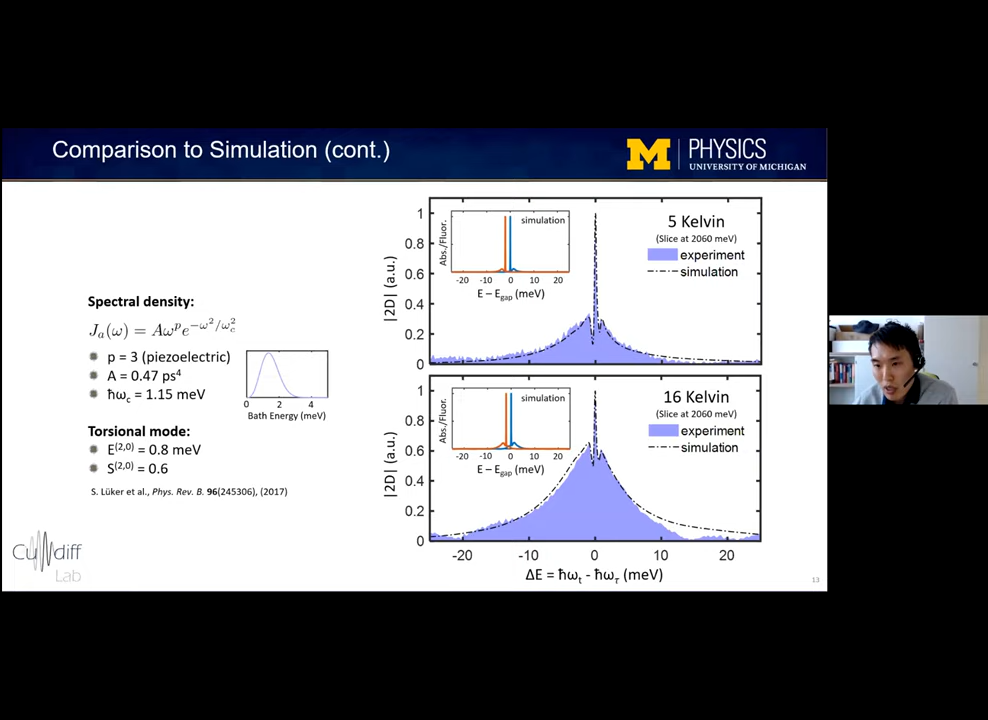 Comparison to Simulation (cont.)
M PHYSICS
UNIVERSITY OF MICHIGAN
Spectral density:
Jₐ(ω) = Aω^p e^(−ω²/ω_c²)
p = 3 (piezoelectric)
A = 0.47 ps⁴
ħω_c = 1.15 meV
0 2 4
Bath Energy (meV)
Torsional mode:
E^(2,0) = 0.8 meV
S^(2,0) = 0.6
S. Lüker et al., Phys. Rev. B. 96(245306), (2017)
Cundiff
Lab
|2D| (a.u.)
1
0.8
0.6
0.4
0.2
0
Abs./Fluor.
simulation
-20 -10 0 10 20
E – E_gap (meV)
5 Kelvin
(Slice at 2060 meV)
experiment
simulation
|2D| (a.u.)
1
0.8
0.6
0.4
0.2
0
Abs./Fluor.
simulation
-20 -10 0 10 20
E – E_gap (meV)
16 Kelvin
(Slice at 2060 meV)
experiment
simulation
-20 -10 0 10 20
ΔE = ħω_t - ħω_τ (meV)
13